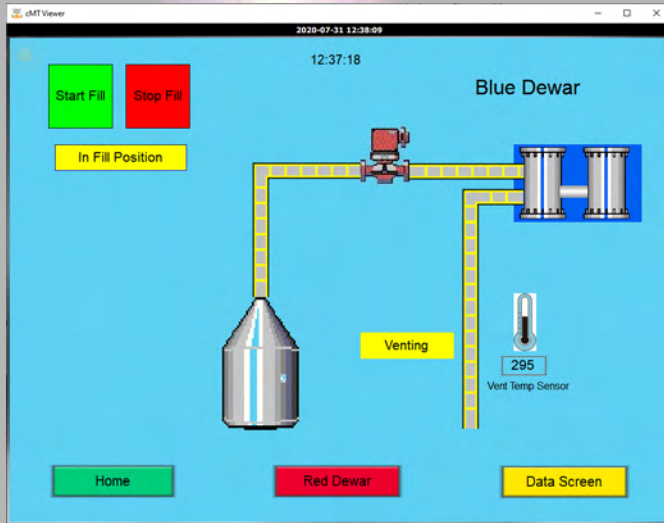 cMT Viewer
2020-07-31 12:38:09
12:37:18
Start Fill
Stop Fill
Blue Dewar
In Fill Position
Venting
295
Vent Temp Sensor
Home
Red Dewar
Data Screen